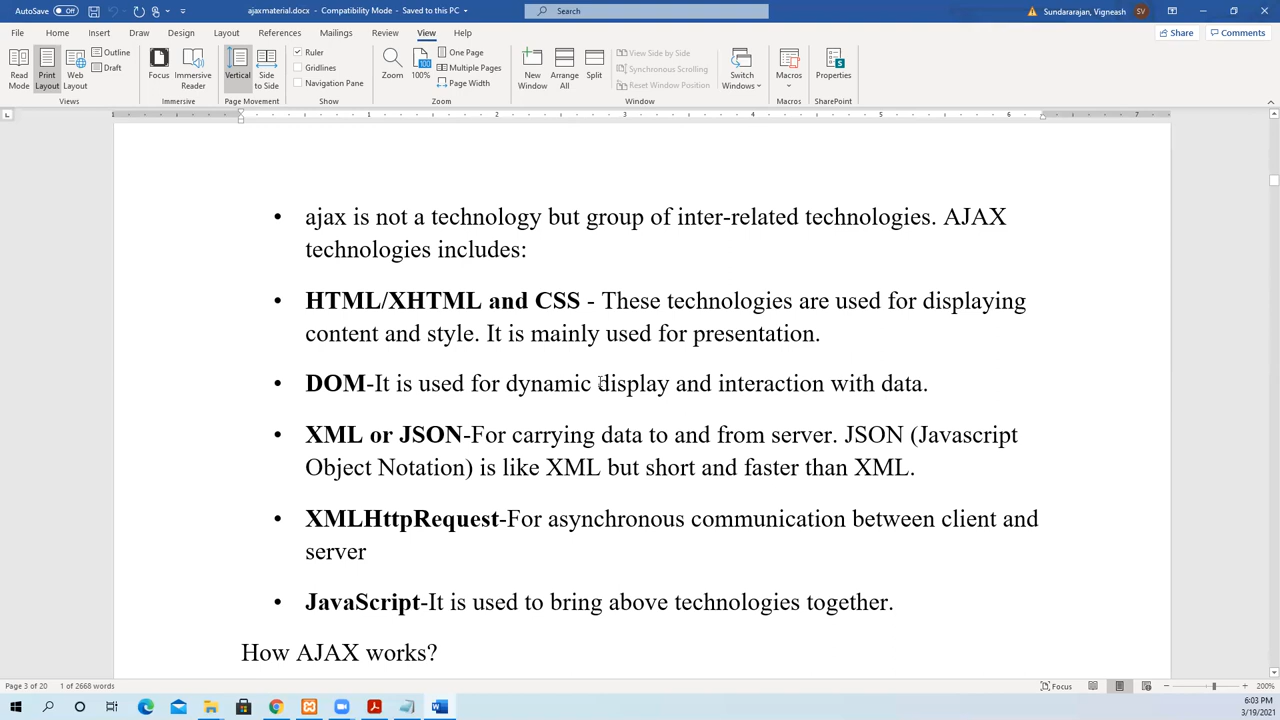 AutoSave Off ajaxmaterial.docx - Compatibility Mode - Saved to this PC Search Sundararajan, Vigneash SV
File Home Insert Draw Design Layout References Mailings Review View Help Share Comments
Read Mode Print Layout Web Layout Outline Draft Views
Focus Immersive Reader Immersive
Vertical Side to Side Page Movement
Ruler Gridlines Navigation Pane Show
Zoom 100% One Page Multiple Pages Page Width Zoom
New Window Arrange All Split View Side by Side Synchronous Scrolling Reset Window Position Switch Windows Window
Macros Macros
Properties SharePoint
1 1 2 3 4 5 6 7
• ajax is not a technology but group of inter-related technologies. AJAX
technologies includes:
• HTML/XHTML and CSS - These technologies are used for displaying
content and style. It is mainly used for presentation.
• DOM-It is used for dynamic display and interaction with data.
• XML or JSON-For carrying data to and from server. JSON (Javascript
Object Notation) is like XML but short and faster than XML.
• XMLHttpRequest-For asynchronous communication between client and
server
• JavaScript-It is used to bring above technologies together.
How AJAX works?
Page 3 of 20 1 of 2668 words Focus 200%
6:03 PM
3/19/2021